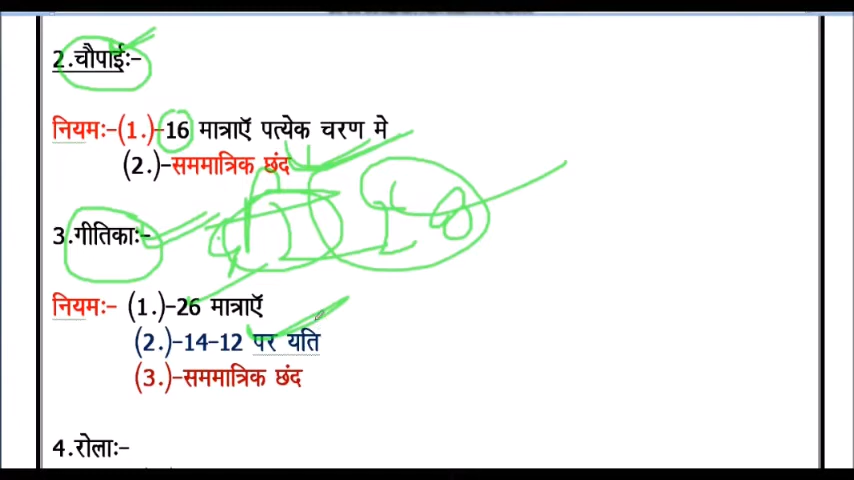 2.चौपाईः-
नियमः-(1.)-16 मात्राऍ पत्येक चरण मे
(2.)-सममात्रिक छंद
3.गीतिकाः-
नियमः- (1.)-26 मात्राऍ
(2.)-14-12 पर यति
(3.)-सममात्रिक छंद
4.रोलाः-